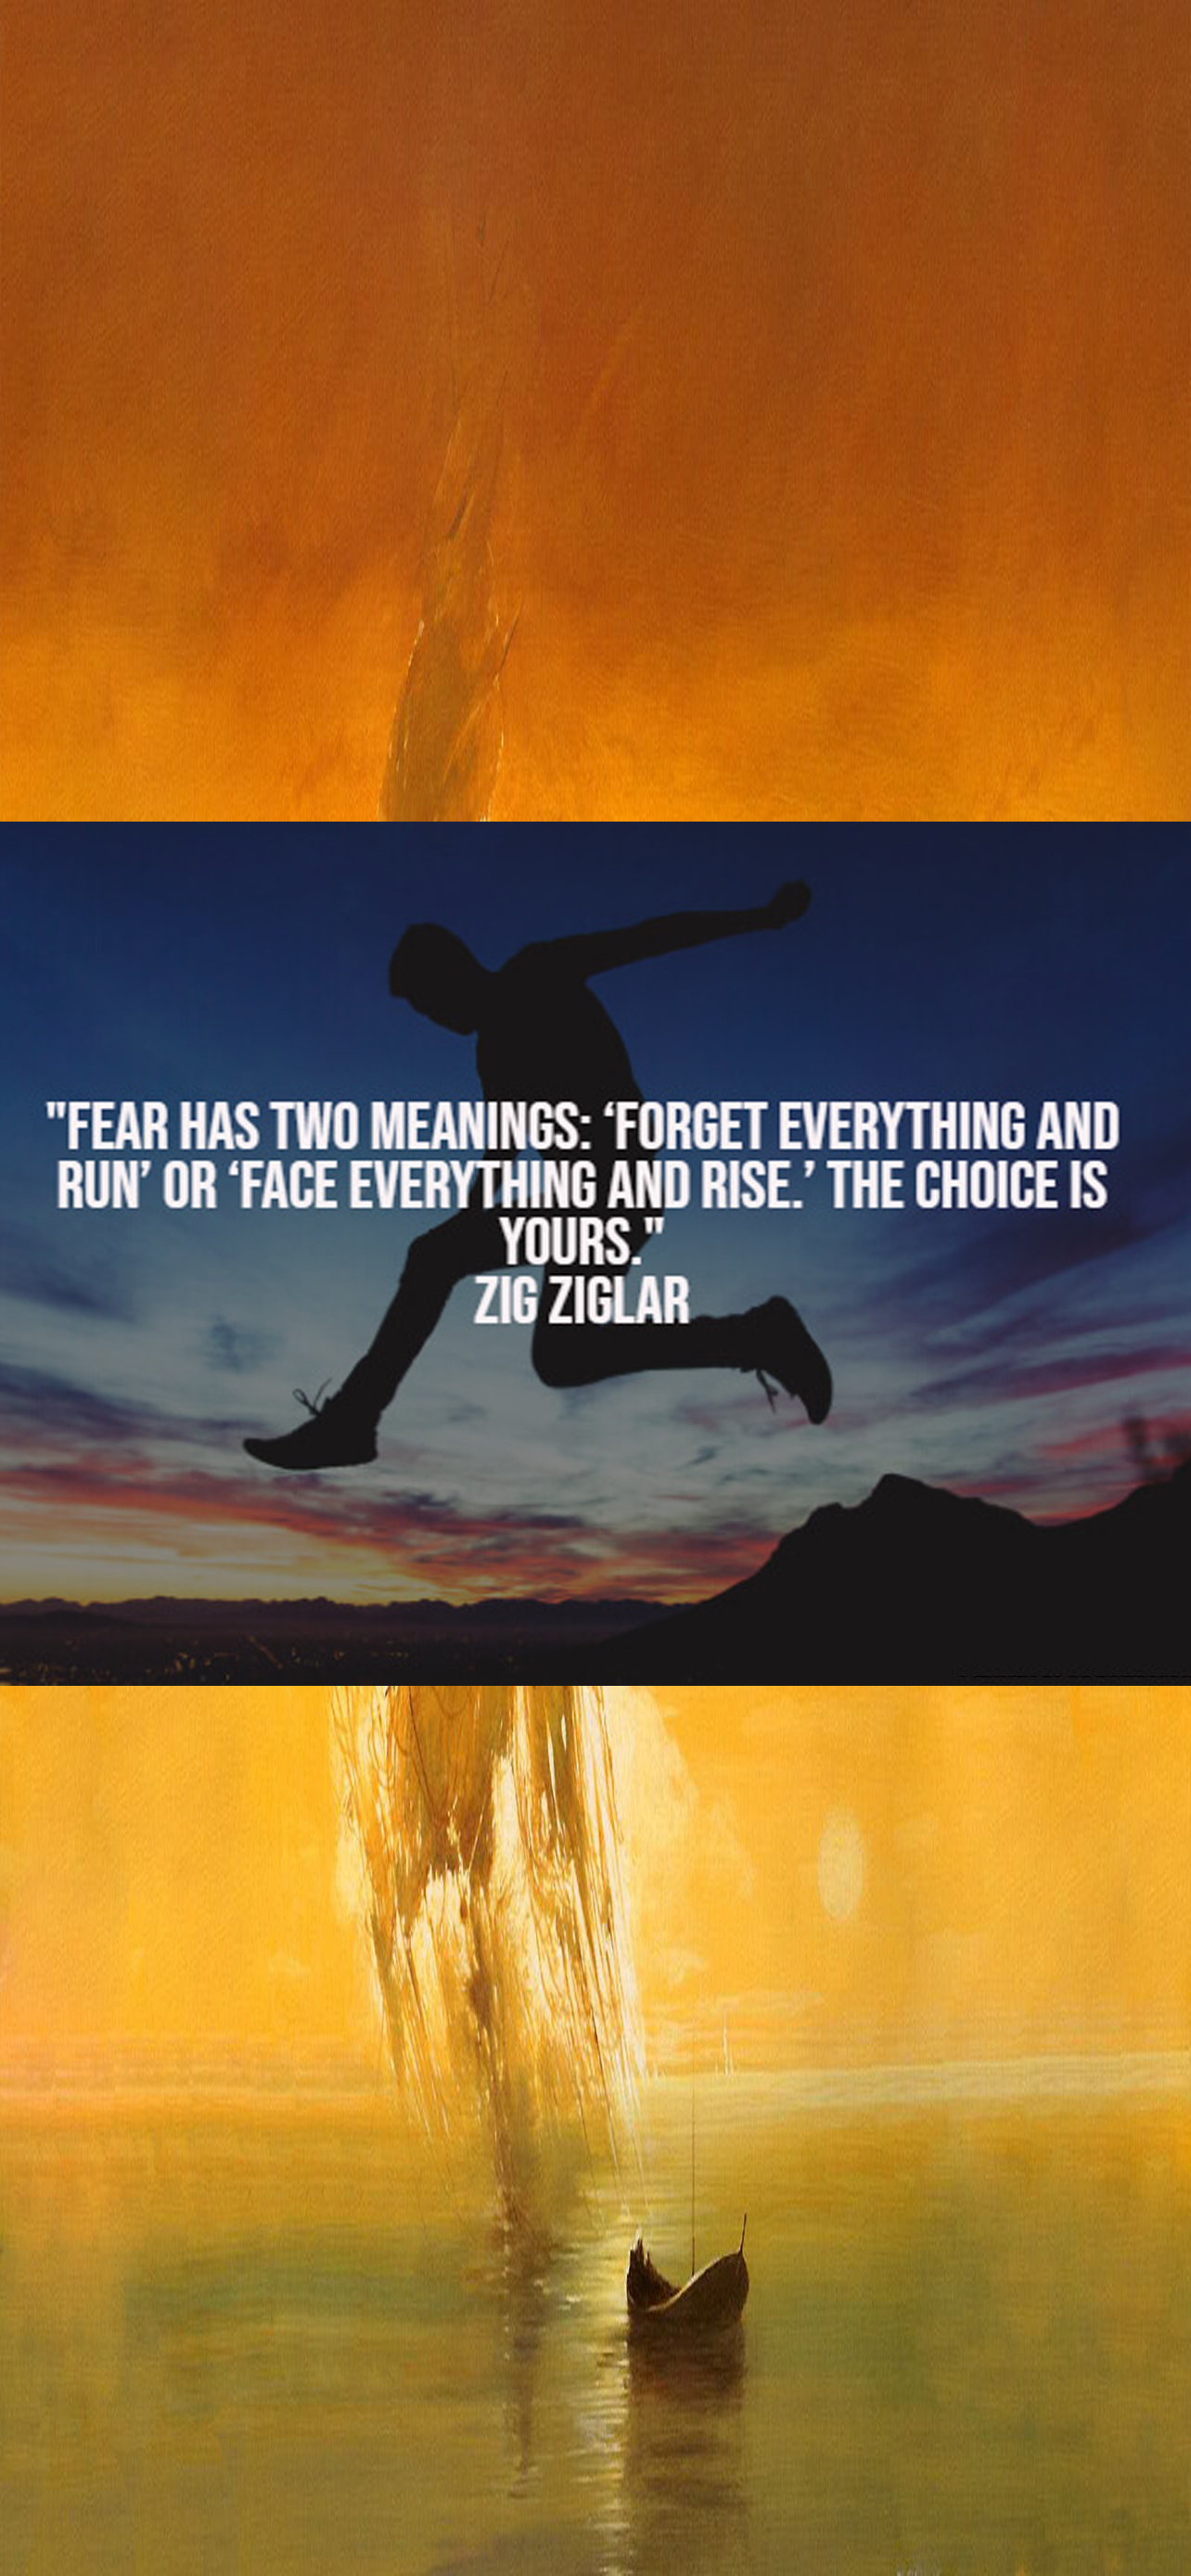 "FEAR HAS TWO MEANINGS: ‘FORGET EVERYTHING AND
RUN’ OR ‘FACE EVERYTHING AND RISE.’ THE CHOICE IS
YOURS."
ZIG ZIGLAR